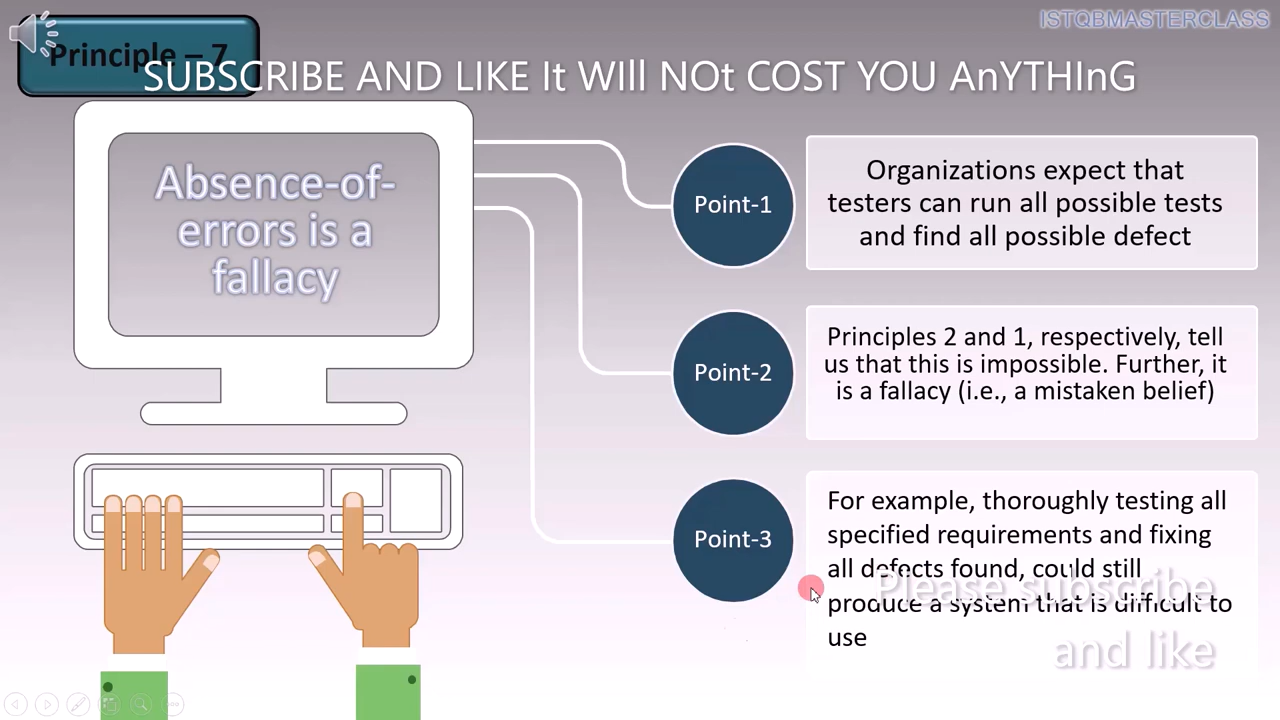 ISTQBMASTERCLASS
Principle – 7
SUBSCRIBE AND LIKE It WIll NOt COST YOU AnYTHInG
Absence-of-
errors is a
fallacy
Point-1
Organizations expect that
testers can run all possible tests
and find all possible defect
Point-2
Principles 2 and 1, respectively, tell
us that this is impossible. Further, it
is a fallacy (i.e., a mistaken belief)
Point-3
For example, thoroughly testing all
specified requirements and fixing
all defects found, could still
produce a system that is difficult to
use
Please subscribe
and like